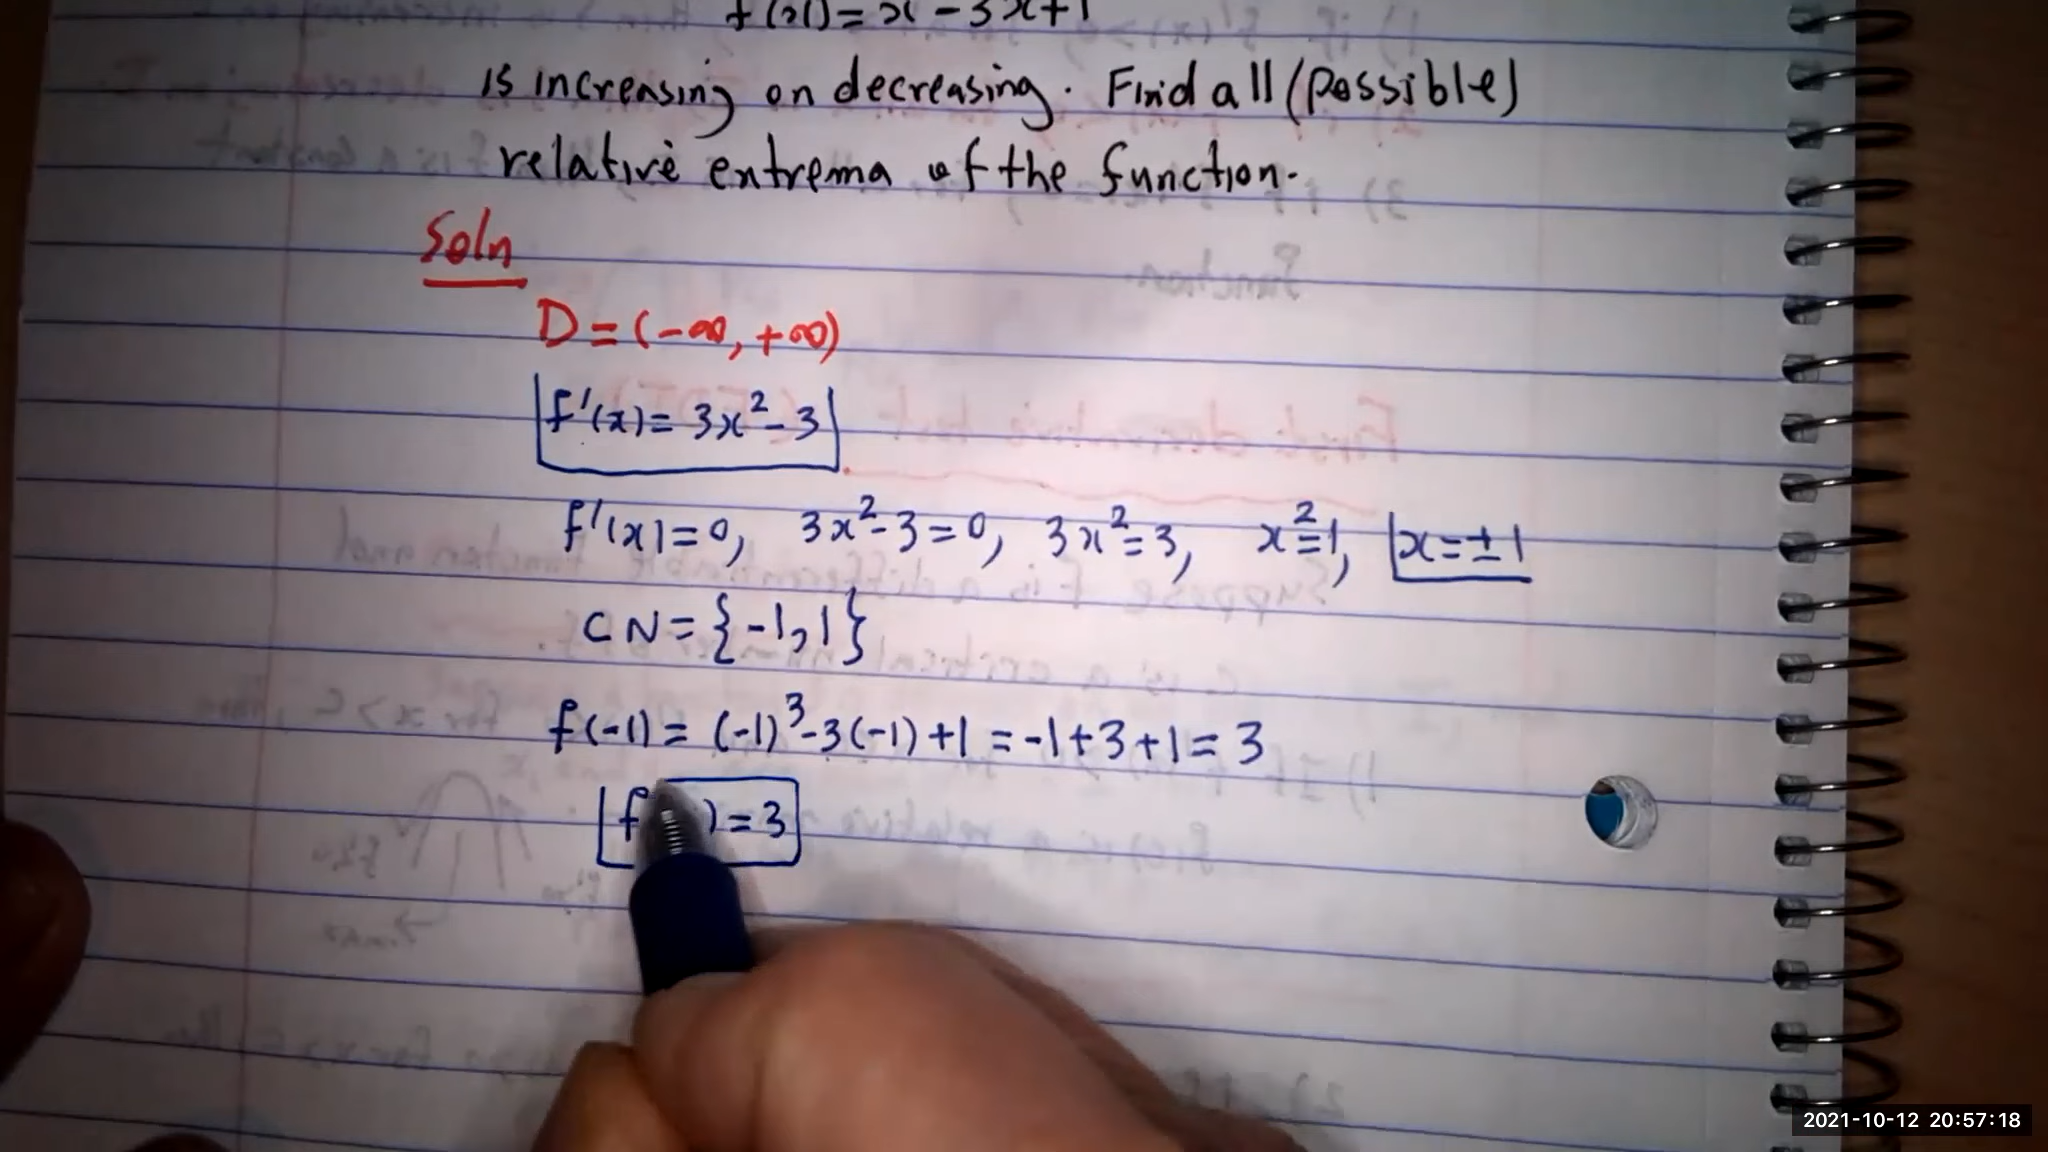 f(x) = x - 3x + 1
is increasing on decreasing. Find all (possible)
relative extrema of the function.
Soln
D = (-∞, +∞)
f'(x) = 3x² - 3
f'(x) = 0, 3x² - 3 = 0, 3x² = 3, x² = 1, x = ± 1
CN = {-1, 1}
f(-1) = (-1)³ - 3(-1) + 1 = -1 + 3 + 1 = 3
f ) = 3
2021-10-12 20:57:18